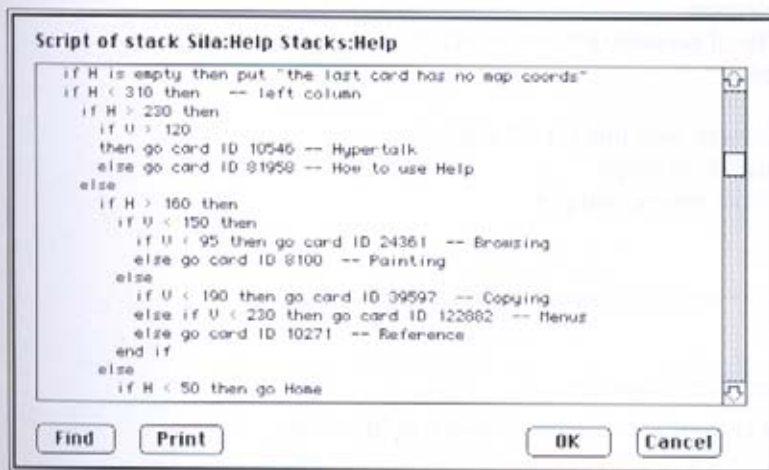 Script of stack Sila:Help Stacks:Help
if H is empty then put "the last card has no map coords"
if H < 310 then -- left column
if H > 230 then
if V > 120
then go card ID 10546 -- Hypertalk
else go card ID 81958 -- How to use Help
else
if H > 160 then
if V < 150 then
if V < 95 then go card ID 24361 -- Browsing
else go card ID 8100 -- Painting
else
if V < 190 then go card ID 39597 -- Copying
else if V < 230 then go card ID 122882 -- Menus
else go card ID 10271 -- Reference
end if
else
if H < 50 then go Home
Find Print OK Cancel